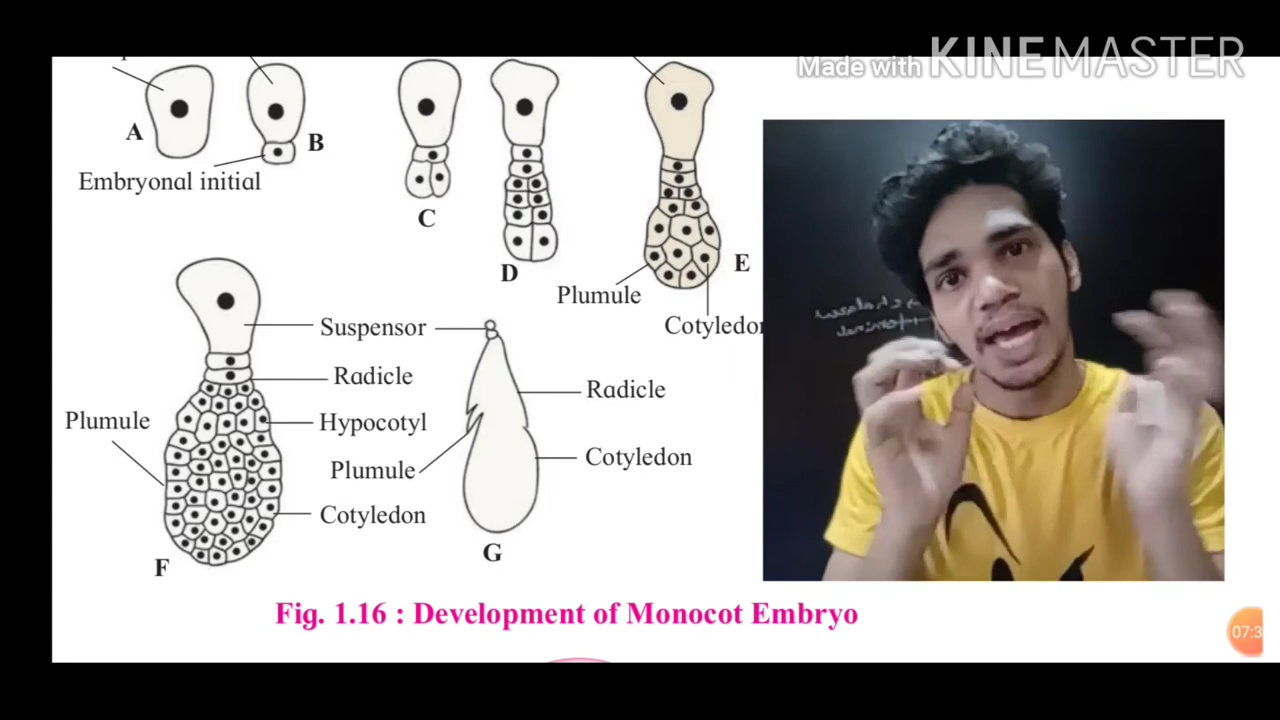 Made with KINEMASTER
A
B
Embryonal initial
C
D
E
Plumule
Cotyledon
Suspensor
Radicle
Plumule
Hypocotyl
Radicle
Plumule
Cotyledon
Cotyledon
F
G
07:3
Fig. 1.16 : Development of Monocot Embryo